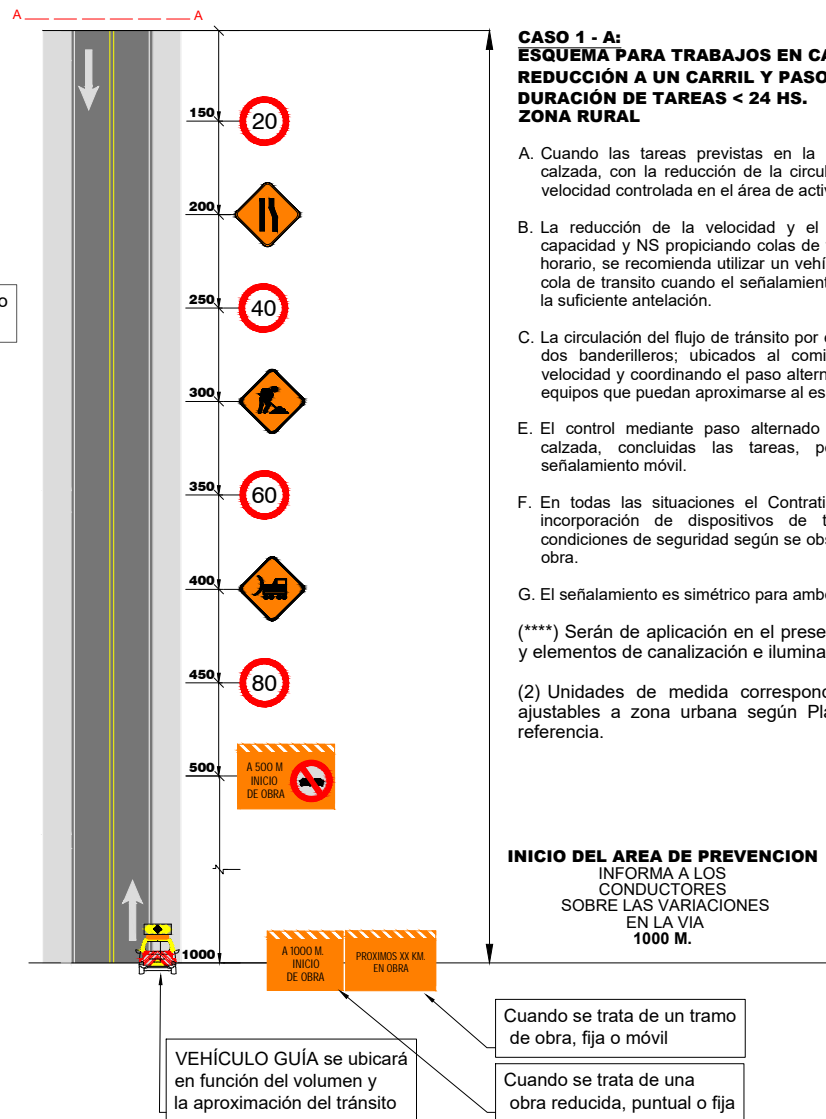 A A
150
20
200
250
40
300
350
60
400
450
80
500
A 500 M
INICIO
DE OBRA
1000
A 1000 M.
INICIO
DE OBRA
PROXIMOS XX KM.
EN OBRA
o
VEHÍCULO GUÍA se ubicará
en función del volumen y
la aproximación del tránsito
CASO 1 - A:
ESQUEMA PARA TRABAJOS EN CA
REDUCCIÓN A UN CARRIL Y PASO
DURACIÓN DE TAREAS < 24 HS.
ZONA RURAL
A. Cuando las tareas previstas en la
calzada, con la reducción de la circul
velocidad controlada en el área de activ
B. La reducción de la velocidad y el
capacidad y NS propiciando colas de
horario, se recomienda utilizar un vehí
cola de transito cuando el señalamient
la suficiente antelación.
C. La circulación del flujo de tránsito por e
dos banderilleros; ubicados al comi
velocidad y coordinando el paso altern
equipos que puedan aproximarse al es
E. El control mediante paso alternado
calzada, concluidas las tareas, pe
señalamiento móvil.
F. En todas las situaciones el Contrati
incorporación de dispositivos de t
condiciones de seguridad según se obs
obra.
G. El señalamiento es simétrico para ambo
(****) Serán de aplicación en el prese
y elementos de canalización e ilumina
(2) Unidades de medida correspond
ajustables a zona urbana según Pla
referencia.
INICIO DEL AREA DE PREVENCION
INFORMA A LOS
CONDUCTORES
SOBRE LAS VARIACIONES
EN LA VIA
1000 M.
Cuando se trata de un tramo
de obra, fija o móvil
Cuando se trata de una
obra reducida, puntual o fija